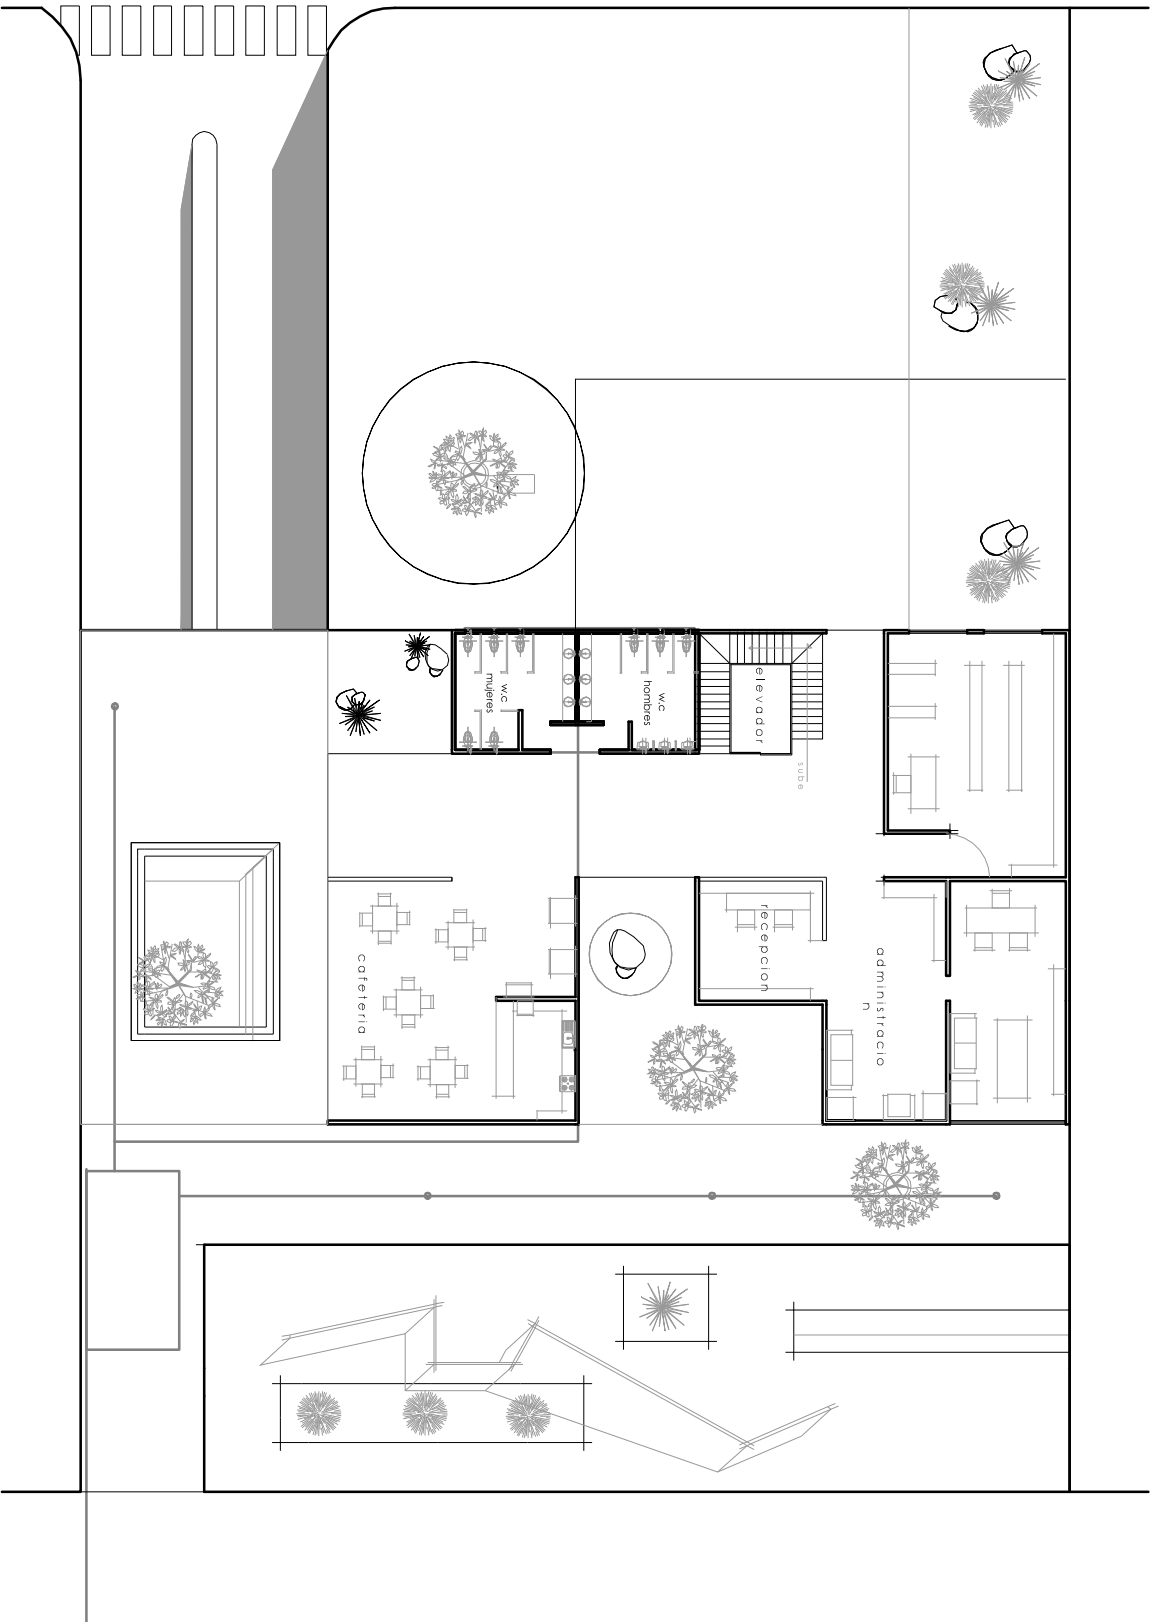 w.c
mujeres
w.c
hombres
elevador
sube
cafeteria
recepcion
administracio
n